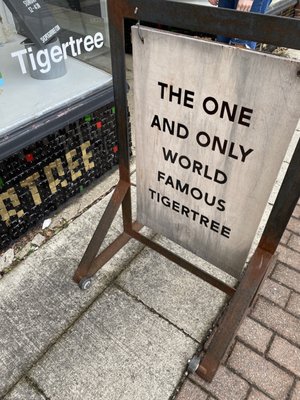 Tigertree
THE ONE
AND ONLY
WORLD
FAMOUS
TIGERTREE